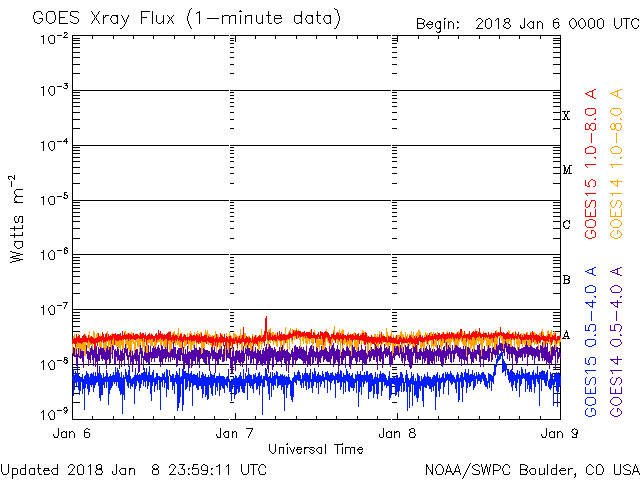 GOES Xray Flux (1-minute data)
Begin: 2018 Jan 6 0000 UTC
10⁻²
10⁻³
10⁻⁴
10⁻⁵
10⁻⁶
10⁻⁷
10⁻⁸
10⁻⁹
Watts m⁻²
X
M
C
B
A
GOES15 1.0-8.0 A
GOES14 1.0-8.0 A
GOES15 0.5-4.0 A
GOES14 0.5-4.0 A
Jan 6
Jan 7
Jan 8
Jan 9
Universal Time
Updated 2018 Jan 8 23:59:11 UTC
NOAA/SWPC Boulder, CO USA